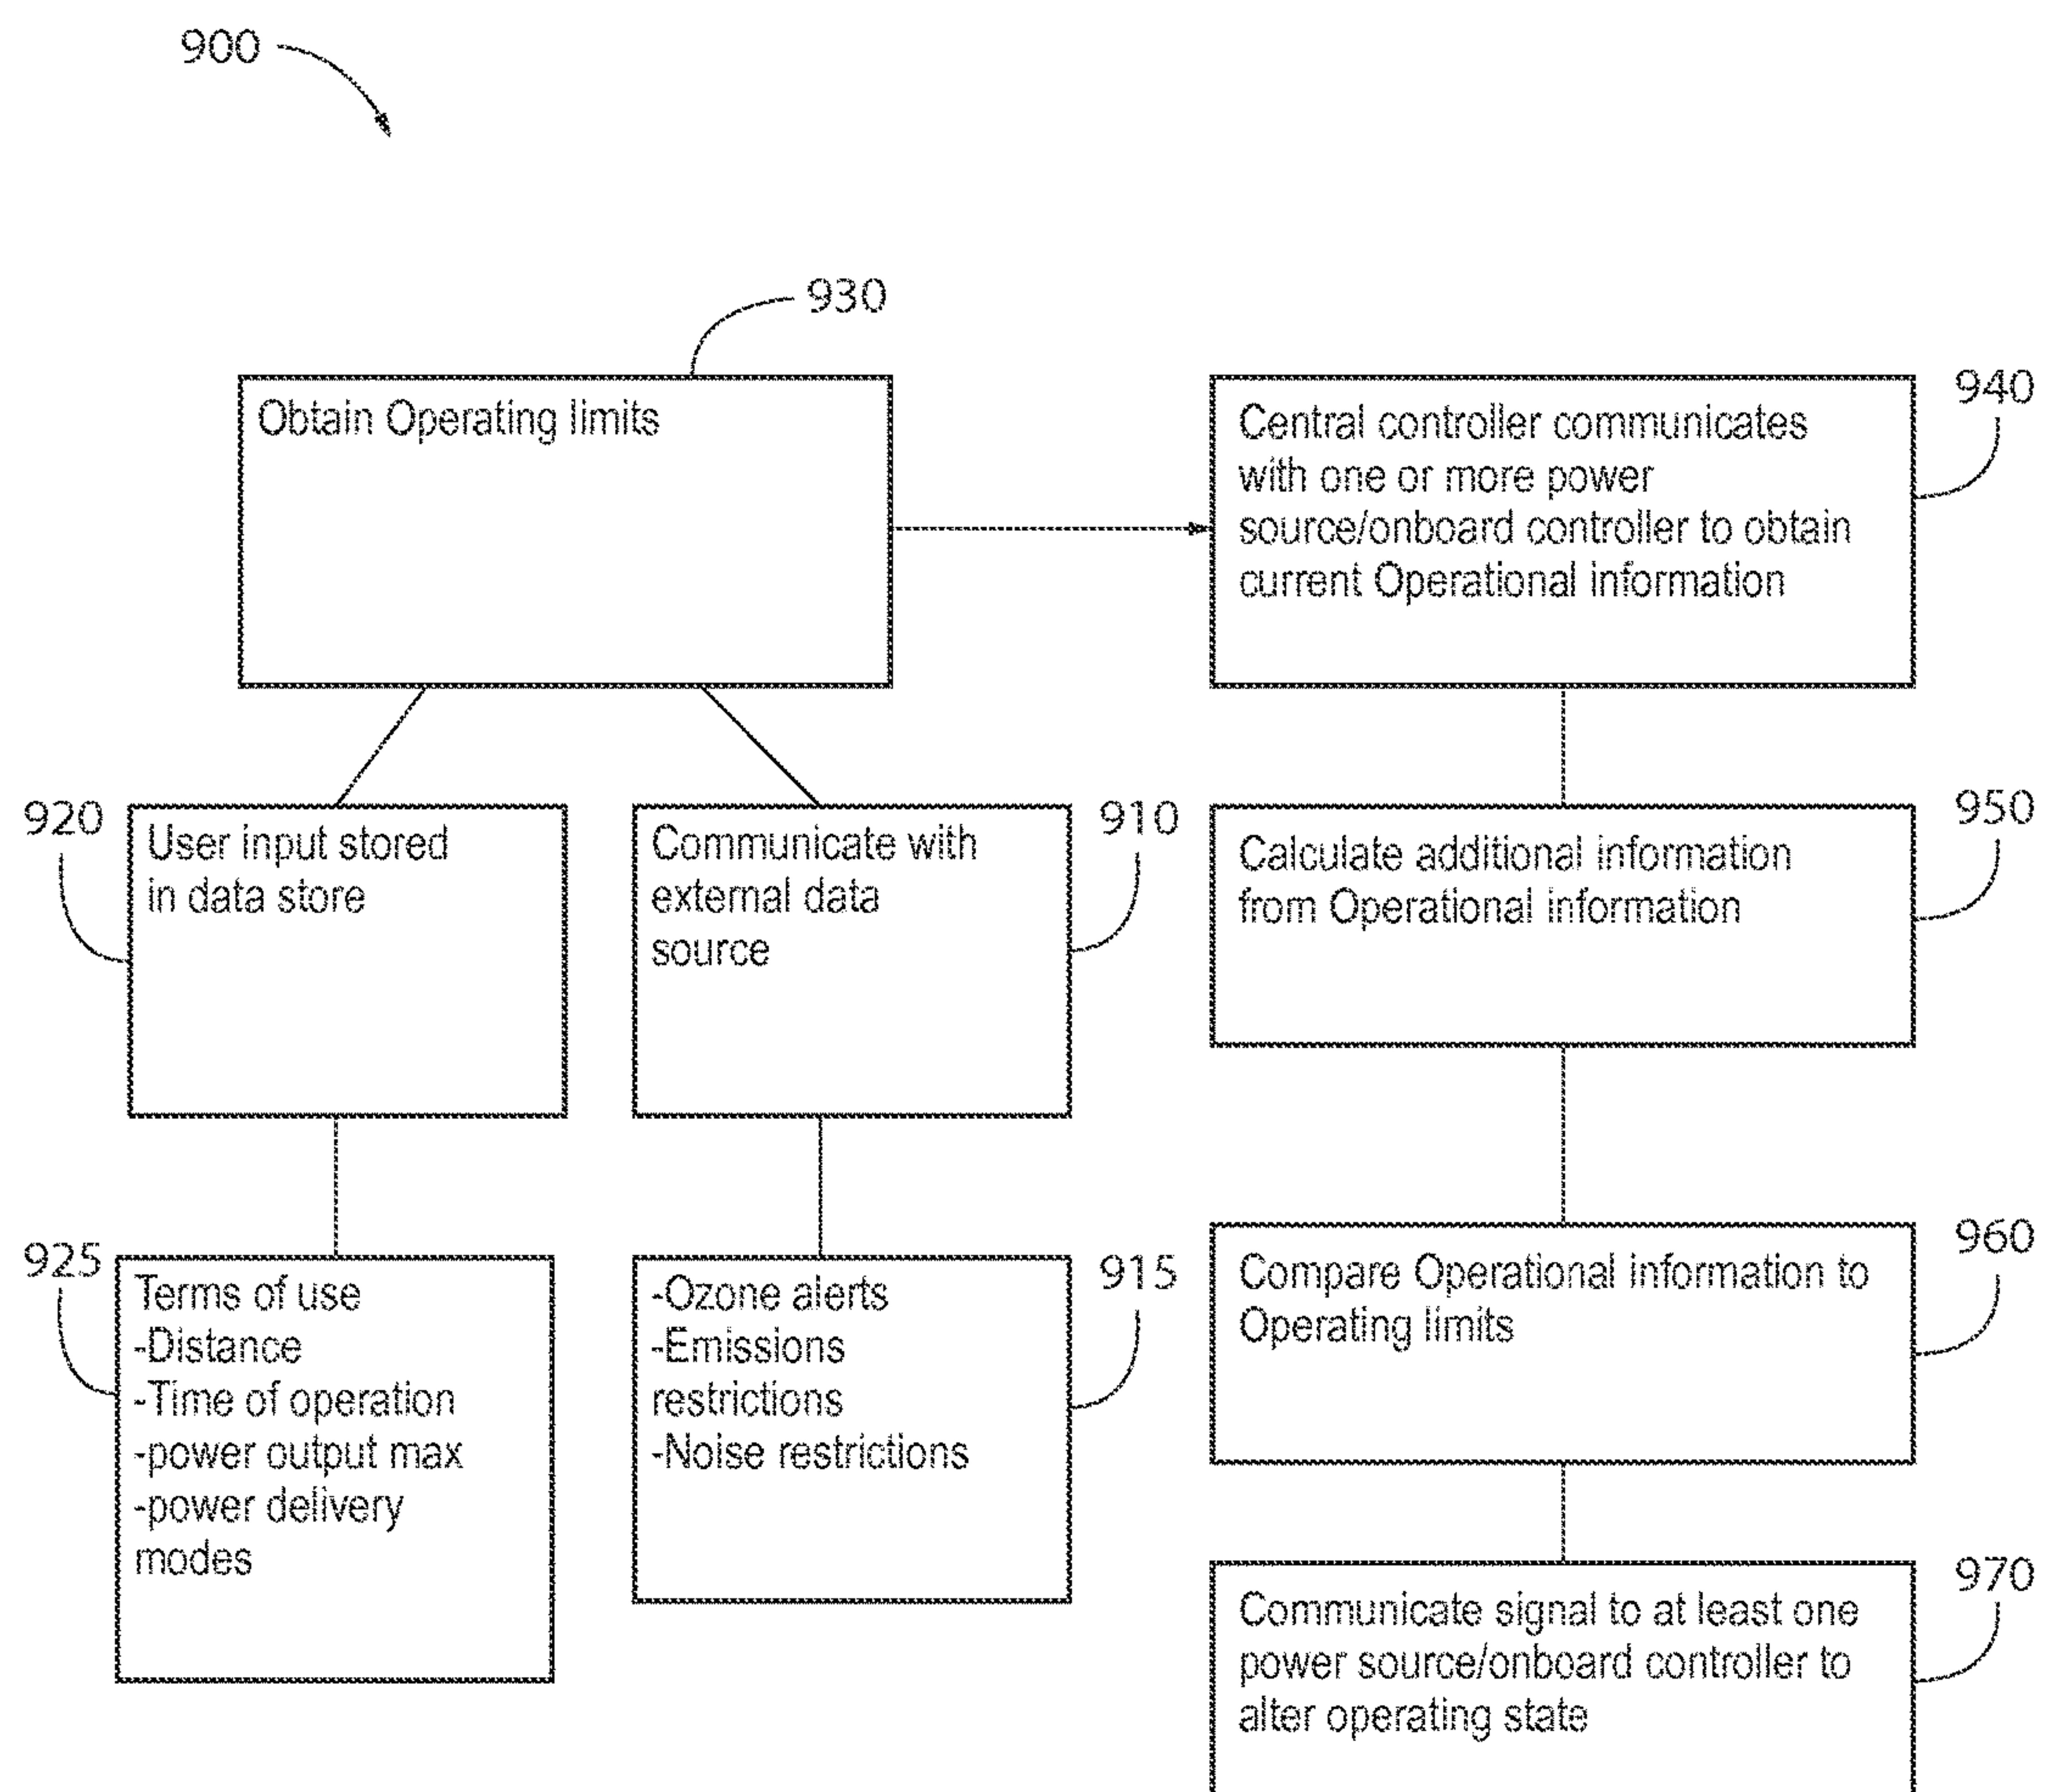 900
930
Obtain Operating limits
940
Central controller communicates
with one or more power
source/onboard controller to obtain
current Operational information
920
User input stored
in data store
910
Communicate with
external data
source
950
Calculate additional information
from Operational information
925
Terms of use
-Distance
-Time of operation
-power output max
-power delivery
modes
915
-Ozone alerts
-Emissions
restrictions
-Noise restrictions
960
Compare Operational information to
Operating limits
970
Communicate signal to at least one
power source/onboard controller to
alter operating state